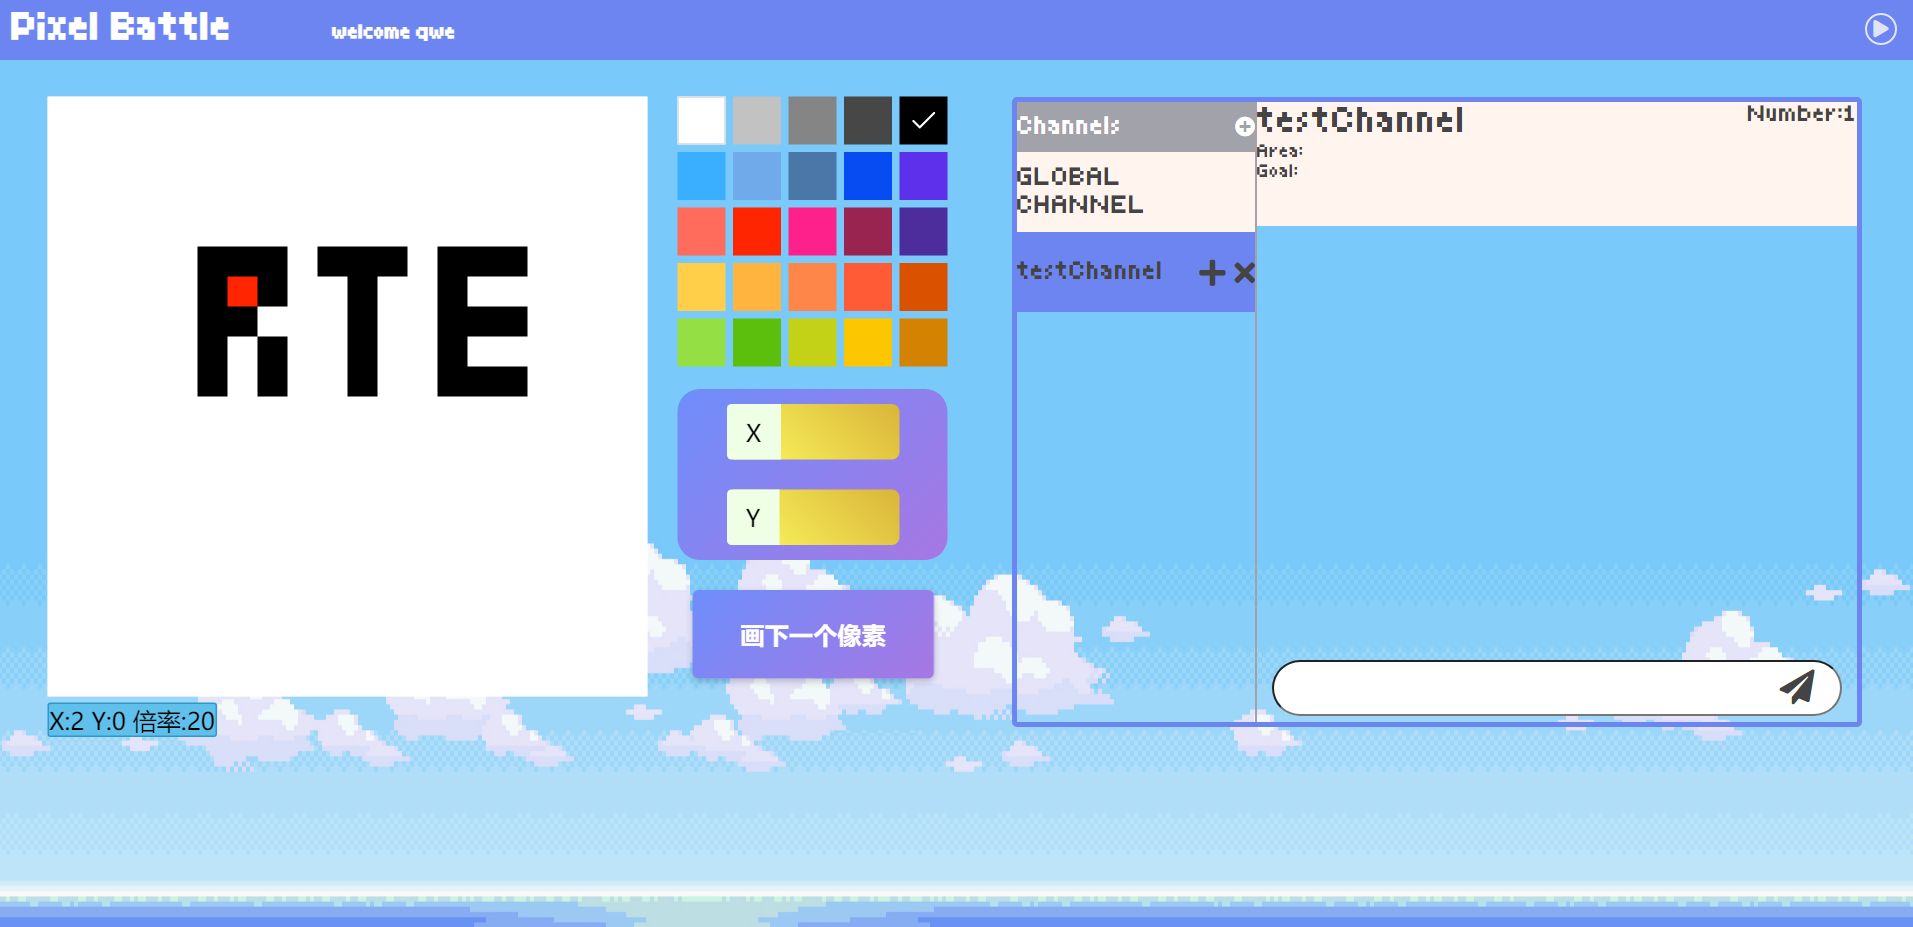 Pixel Battle
welcome qwe
RTE
X
Y
画下一个像素
X:2 Y:0 倍率:20
Channels
GLOBAL
CHANNEL
testChannel
testChannel
Number:1
Area:
Goal: